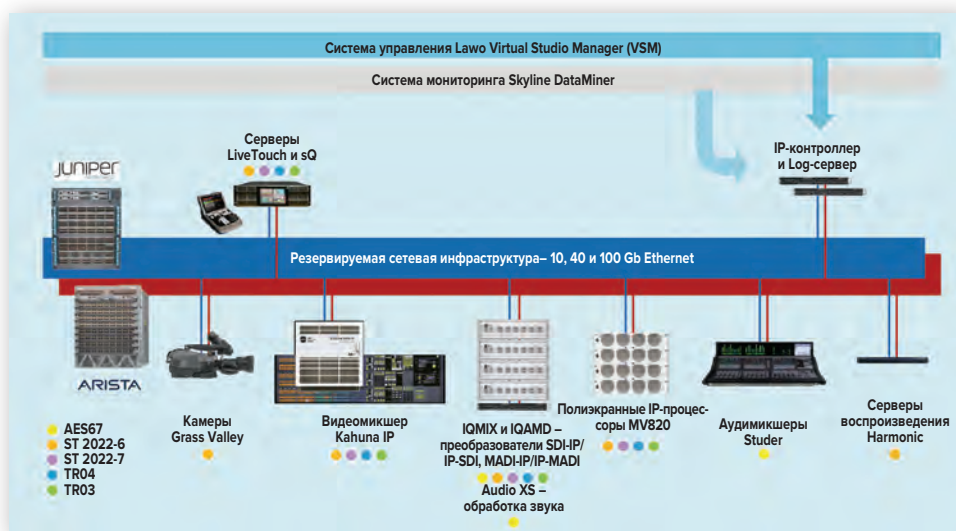 Система управления Lawo Virtual Studio Manager (VSM)
Система мониторинга Skyline DataMiner
Серверы
LiveTouch и sQ
IP-контроллер
и Log-сервер
JUNIPER
Резервируемая сетевая инфраструктура– 10, 40 и 100 Gb Ethernet
ARISTA
AES67
ST 2022-6
ST 2022-7
TR04
TR03
Камеры
Grass Valley
Видеомикшер
Kahuna IP
IQMIX и IQAMD –
преобразователи SDI-IP/
IP-SDI, MADI-IP/IP-MADI
Audio XS –
обработка звука
Полиэкранные IP-процес-
соры MV820
Аудимикшеры
Studer
Серверы
воспроизведения
Harmonic